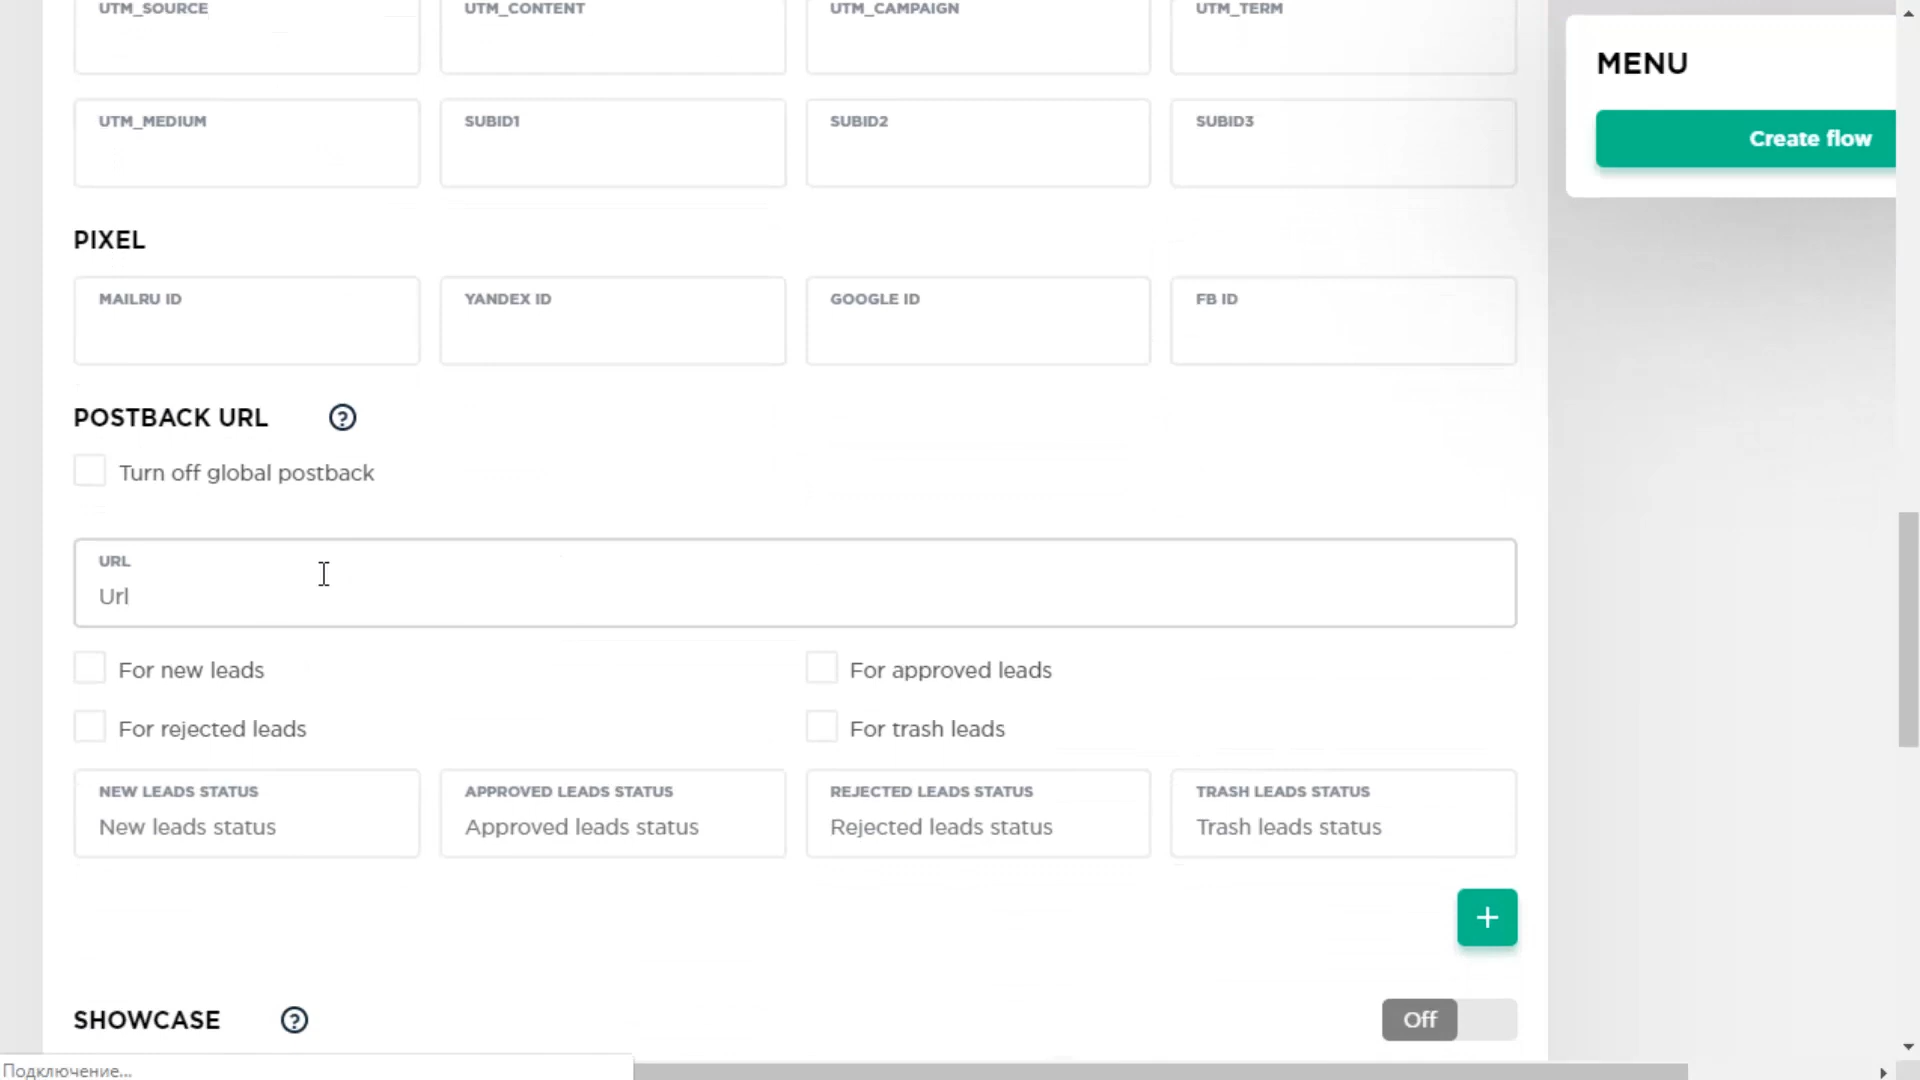 UTM_SOURCE UTM_CONTENT UTM_CAMPAIGN UTM_TERM
MENU
Create flow
UTM_MEDIUM SUBID1 SUBID2 SUBID3
PIXEL
MAILRU ID YANDEX ID GOOGLE ID FB ID
POSTBACK URL ?
Turn off global postback
URL
Url
For new leads For approved leads
For rejected leads For trash leads
NEW LEADS STATUS APPROVED LEADS STATUS REJECTED LEADS STATUS TRASH LEADS STATUS
New leads status Approved leads status Rejected leads status Trash leads status
+
SHOWCASE ? Off
Подключение...